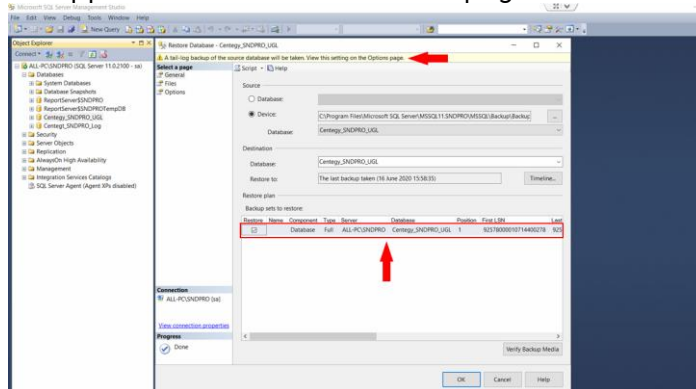 Microsoft SQL Server Management Studio
File Edit View Debug Tools Window Help
New Query
Object Explorer
Connect
ALL-PC\SNDPRO (SQL Server 11.0.2100 - sa)
Databases
System Databases
Database Snapshots
ReportServer$SNDPRO
ReportServer$SNDPROTempDB
Centegy_SNDPRO_UGL
Centegt_SNDPRO_Log
Security
Server Objects
Replication
AlwaysOn High Availability
Management
Integration Services Catalogs
SQL Server Agent (Agent XPs disabled)
Restore Database - Centegy_SNDPRO_UGL
A tail-log backup of the source database will be taken. View this setting on the Options page.
Select a page
General
Files
Options
Script
Help
Source
Database:
Device:
C:\Program Files\Microsoft SQL Server\MSSQL11.SNDPRO\MSSQL\Backup\Backup
...
Database:
Centegy_SNDPRO_UGL
Destination
Database:
Centegy_SNDPRO_UGL
Restore to:
The last backup taken (16 June 2020 15:58:35)
Timeline...
Restore plan
Backup sets to restore:
Restore Name Component Type Server Database Position First LSN Last
Database Full ALL-PC\SNDPRO Centegy_SNDPRO_UGL 1 92578000010714400278 925
Connection
ALL-PC\SNDPRO [sa]
View connection properties
Progress
Done
Verify Backup Media
OK
Cancel
Help